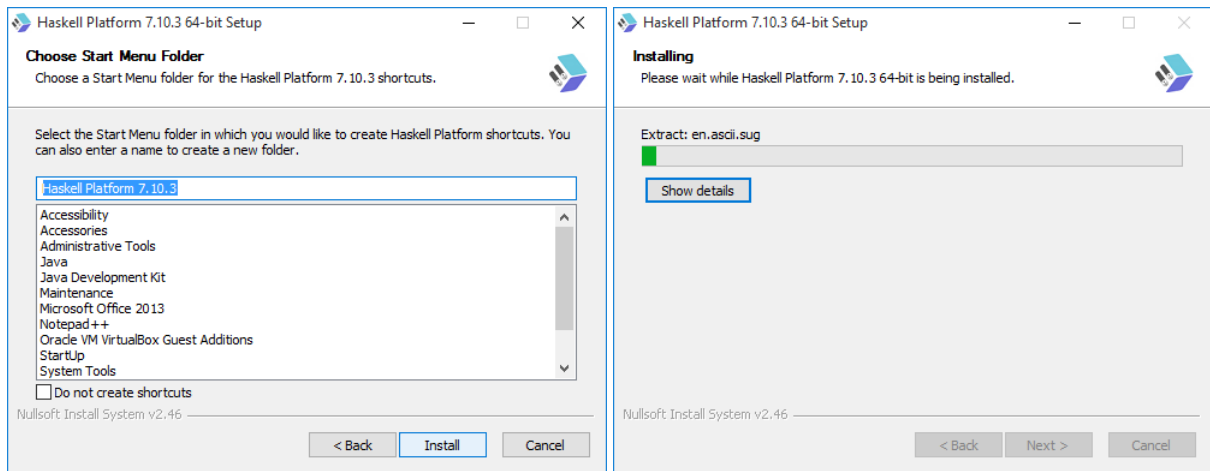 Haskell Platform 7.10.3 64-bit Setup
Choose Start Menu Folder
Choose a Start Menu folder for the Haskell Platform 7.10.3 shortcuts.
Select the Start Menu folder in which you would like to create Haskell Platform shortcuts. You
can also enter a name to create a new folder.
Haskell Platform 7.10.3
Accessibility
Accessories
Administrative Tools
Java
Java Development Kit
Maintenance
Microsoft Office 2013
Notepad++
Oracle VM VirtualBox Guest Additions
StartUp
System Tools
Do not create shortcuts
Nullsoft Install System v2.46
< Back
Install
Cancel
Haskell Platform 7.10.3 64-bit Setup
Installing
Please wait while Haskell Platform 7.10.3 64-bit is being installed.
Extract: en.ascii.sug
Show details
Nullsoft Install System v2.46
< Back
Next >
Cancel